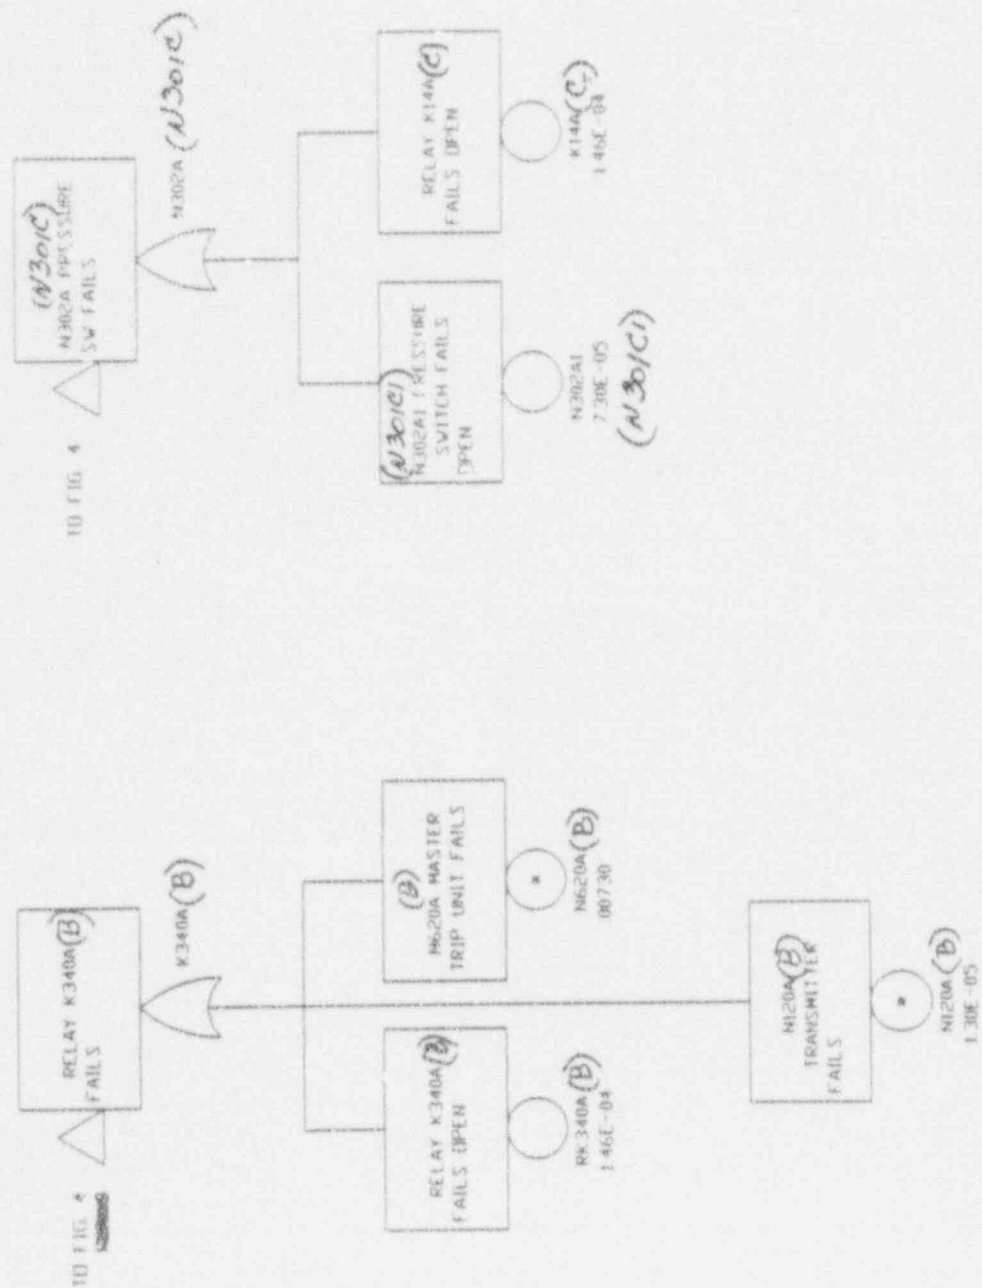 TO FIG. 4
RELAY K340A(B)
FAILS
K340A(B)
RELAY K340A(B)
FAILS OPEN
RK340A(B)
1.46E-04
(B)
N620A MASTER
TRIP UNIT FAILS
N620A(B)
.00730
N120A(B)
TRANSMITTER
FAILS
N120A(B)
1.30E-05
TO FIG. 4
(N301C)
N302A PRESSURE
SW FAILS
N302A (N301C)
(N301C1)
N302A1 PRESSURE
SWITCH FAILS
OPEN
N302A1
7.30E-05
(N301C1)
RELAY K14A(C)
FAILS OPEN
K14A(C)
1.46E-04